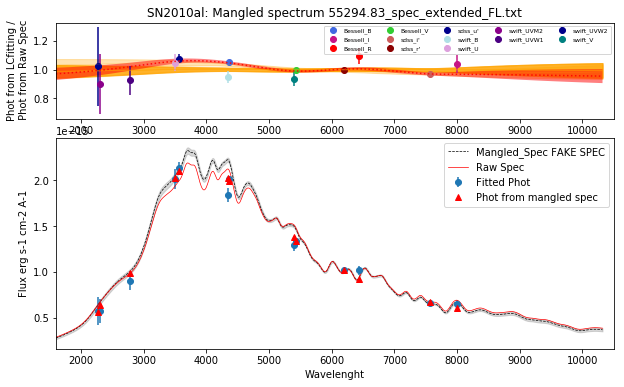 SN2010al: Mangled spectrum 55294.83_spec_extended_FL.txt
Phot from LCfitting /
Phot from Raw Spec
1.2
1.0
0.8
Bessell_B
Bessell_I
Bessell_R
Bessell_V
sdss_i'
sdss_r'
sdss_u'
swift_B
swift_U
swift_UVM2
swift_UVW1
swift_UVW2
swift_V
2000 3000 4000 5000 6000 7000 8000 9000 10000
Flux erg s-1 cm-2 A-1
2.0
1.5
1.0
0.5
Mangled_Spec FAKE SPEC
Raw Spec
Fitted Phot
Phot from mangled spec
2000 3000 4000 5000 6000 7000 8000 9000 10000
Wavelenght